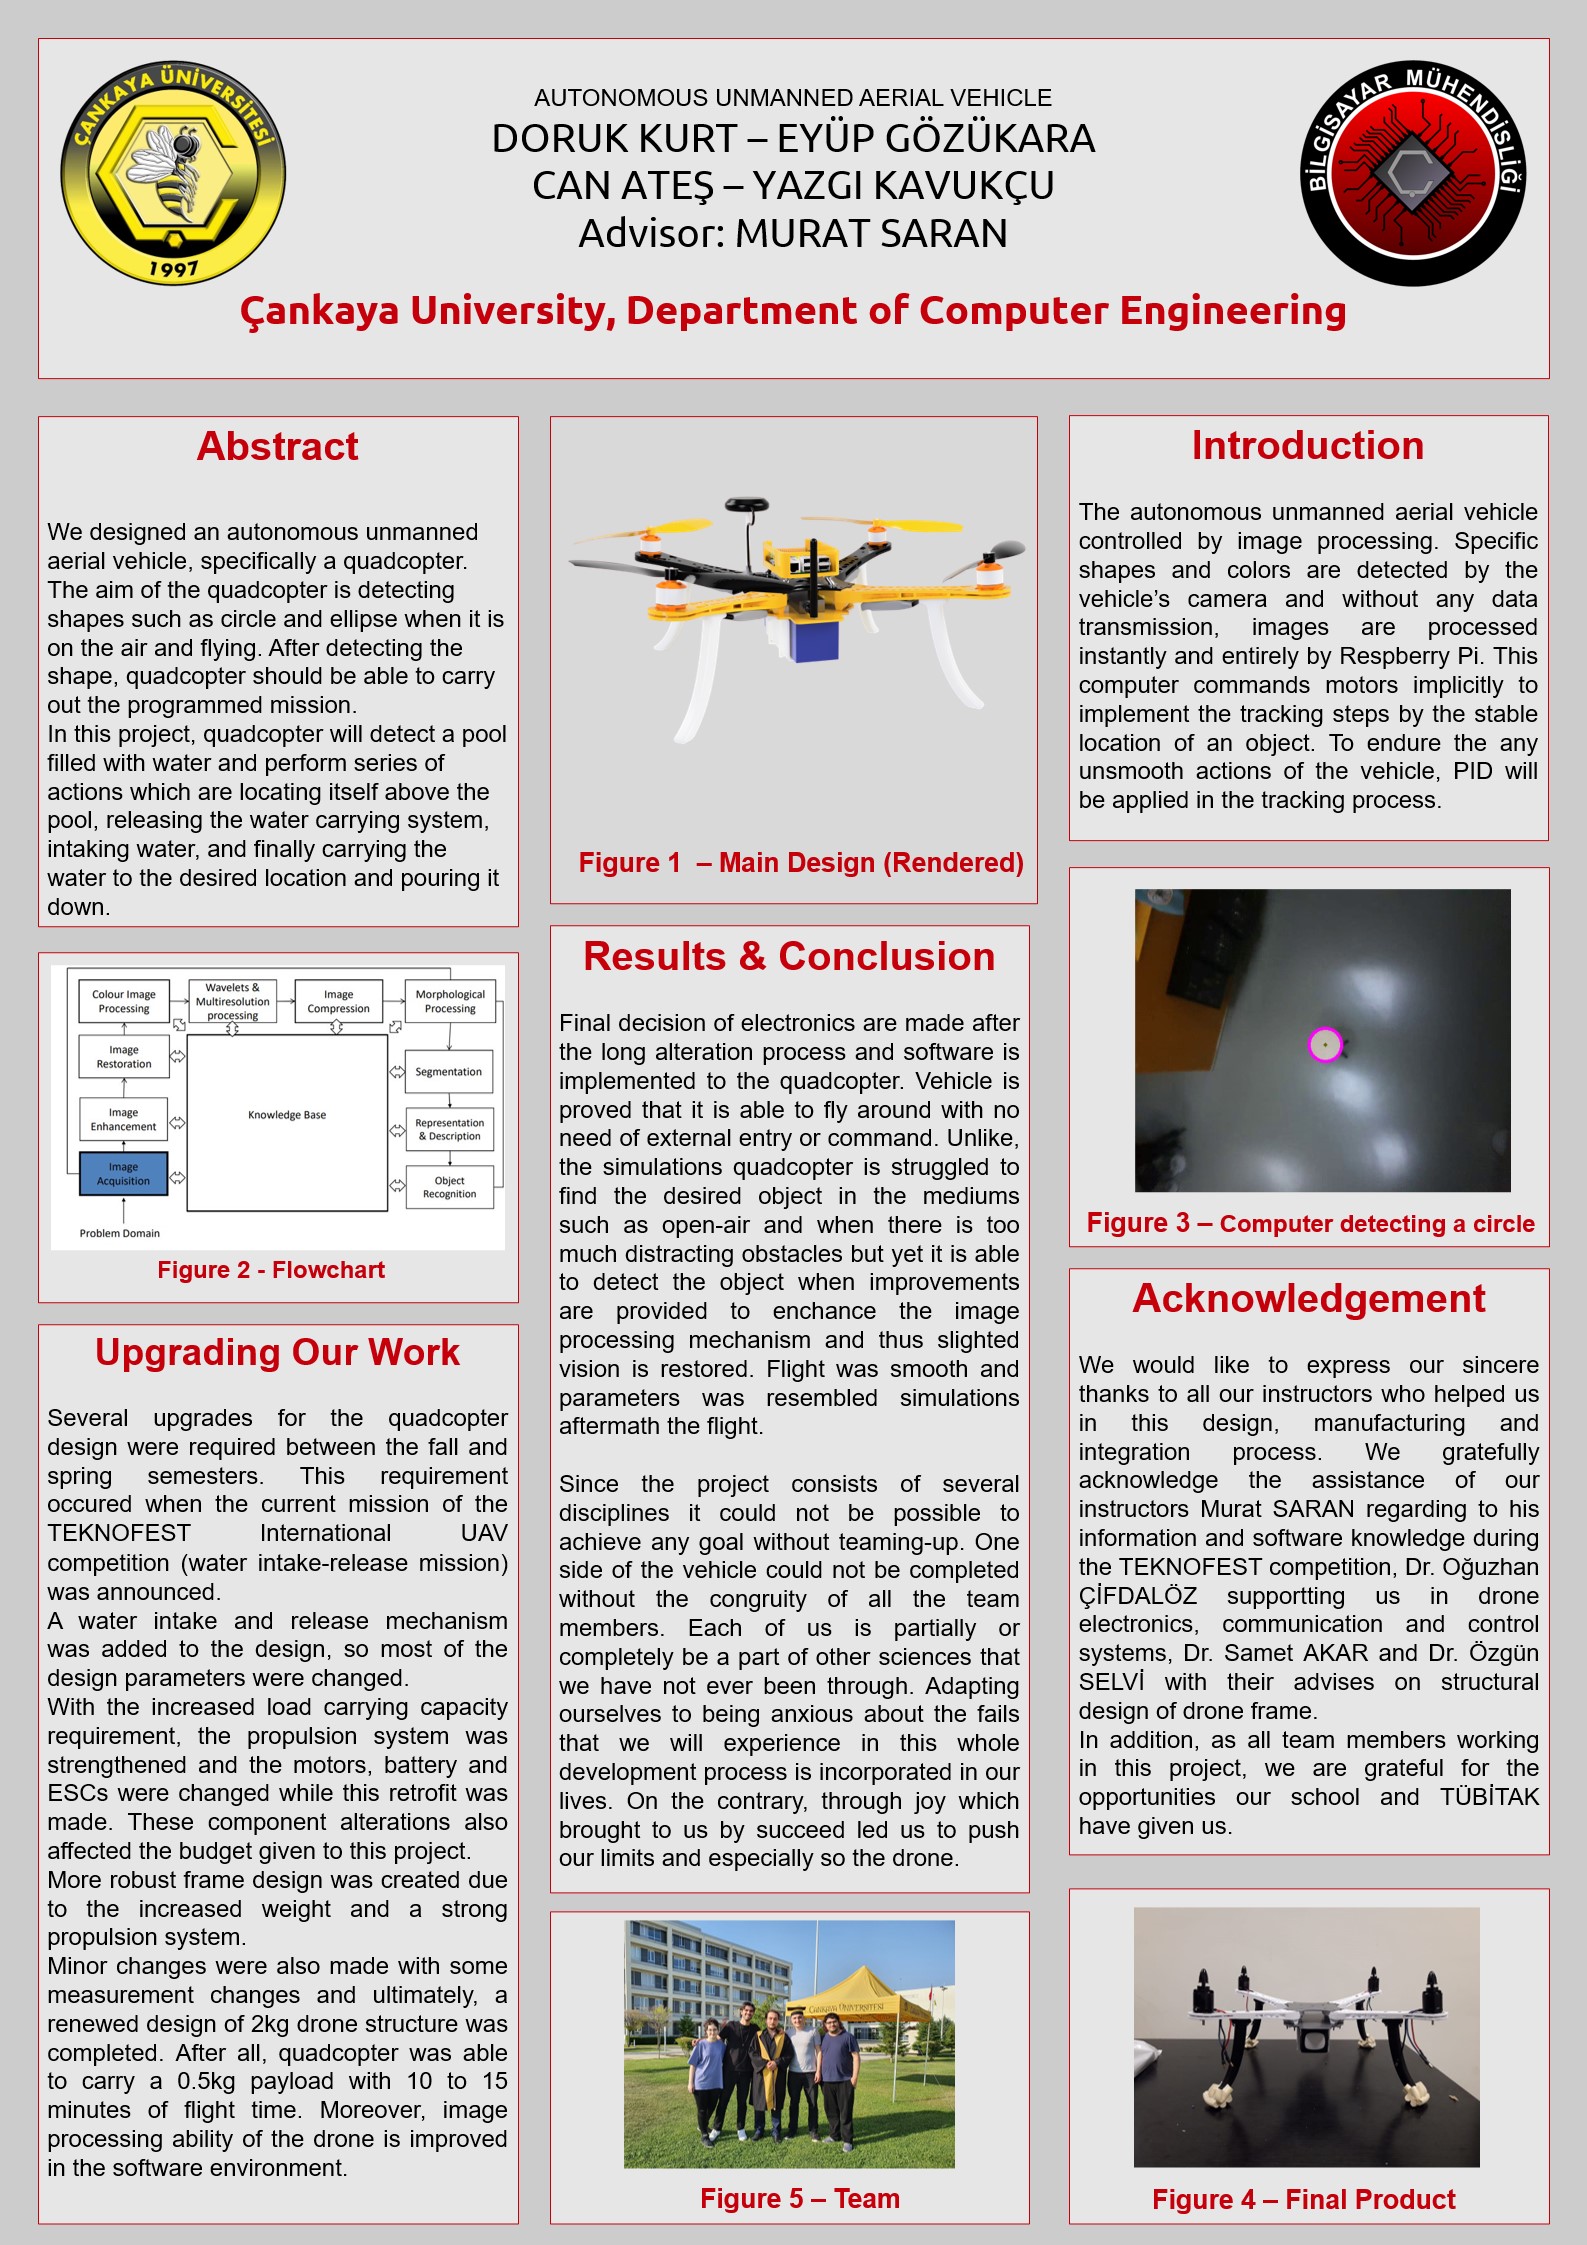 ÇANKAYA ÜNİVERSİTESİ
1997
AUTONOMOUS UNMANNED AERIAL VEHICLE
DORUK KURT – EYÜP GÖZÜKARA
CAN ATEŞ – YAZGI KAVUKÇU
Advisor: MURAT SARAN
Çankaya University, Department of Computer Engineering
BİLGİSAYAR MÜHENDİSLİĞİ
Abstract
We designed an autonomous unmanned
aerial vehicle, specifically a quadcopter.
The aim of the quadcopter is detecting
shapes such as circle and ellipse when it is
on the air and flying. After detecting the
shape, quadcopter should be able to carry
out the programmed mission.
In this project, quadcopter will detect a pool
filled with water and perform series of
actions which are locating itself above the
pool, releasing the water carrying system,
intaking water, and finally carrying the
water to the desired location and pouring it
down.
Colour Image
Processing
Wavelets &
Multiresolution
processing
Image
Compression
Morphological
Processing
Image
Restoration
Segmentation
Knowledge Base
Image
Enhancement
Representation
& Description
Image
Acquisition
Object
Recognition
Problem Domain
Figure 2 - Flowchart
Upgrading Our Work
Several upgrades for the quadcopter
design were required between the fall and
spring semesters. This requirement
occured when the current mission of the
TEKNOFEST International UAV
competition (water intake-release mission)
was announced.
A water intake and release mechanism
was added to the design, so most of the
design parameters were changed.
With the increased load carrying capacity
requirement, the propulsion system was
strengthened and the motors, battery and
ESCs were changed while this retrofit was
made. These component alterations also
affected the budget given to this project.
More robust frame design was created due
to the increased weight and a strong
propulsion system.
Minor changes were also made with some
measurement changes and ultimately, a
renewed design of 2kg drone structure was
completed. After all, quadcopter was able
to carry a 0.5kg payload with 10 to 15
minutes of flight time. Moreover, image
processing ability of the drone is improved
in the software environment.
Figure 1 – Main Design (Rendered)
Results & Conclusion
Final decision of electronics are made after
the long alteration process and software is
implemented to the quadcopter. Vehicle is
proved that it is able to fly around with no
need of external entry or command. Unlike,
the simulations quadcopter is struggled to
find the desired object in the mediums
such as open-air and when there is too
much distracting obstacles but yet it is able
to detect the object when improvements
are provided to enchance the image
processing mechanism and thus slighted
vision is restored. Flight was smooth and
parameters was resembled simulations
aftermath the flight.
Since the project consists of several
disciplines it could not be possible to
achieve any goal without teaming-up. One
side of the vehicle could not be completed
without the congruity of all the team
members. Each of us is partially or
completely be a part of other sciences that
we have not ever been through. Adapting
ourselves to being anxious about the fails
that we will experience in this whole
development process is incorporated in our
lives. On the contrary, through joy which
brought to us by succeed led us to push
our limits and especially so the drone.
ÇANKAYA ÜNİVERSİTESİ
Figure 5 – Team
Introduction
The autonomous unmanned aerial vehicle
controlled by image processing. Specific
shapes and colors are detected by the
vehicle’s camera and without any data
transmission, images are processed
instantly and entirely by Respberry Pi. This
computer commands motors implicitly to
implement the tracking steps by the stable
location of an object. To endure the any
unsmooth actions of the vehicle, PID will
be applied in the tracking process.
Figure 3 – Computer detecting a circle
Acknowledgement
We would like to express our sincere
thanks to all our instructors who helped us
in this design, manufacturing and
integration process. We gratefully
acknowledge the assistance of our
instructors Murat SARAN regarding to his
information and software knowledge during
the TEKNOFEST competition, Dr. Oğuzhan
ÇİFDALÖZ supportting us in drone
electronics, communication and control
systems, Dr. Samet AKAR and Dr. Özgün
SELVİ with their advises on structural
design of drone frame.
In addition, as all team members working
in this project, we are grateful for the
opportunities our school and TÜBİTAK
have given us.
Figure 4 – Final Product